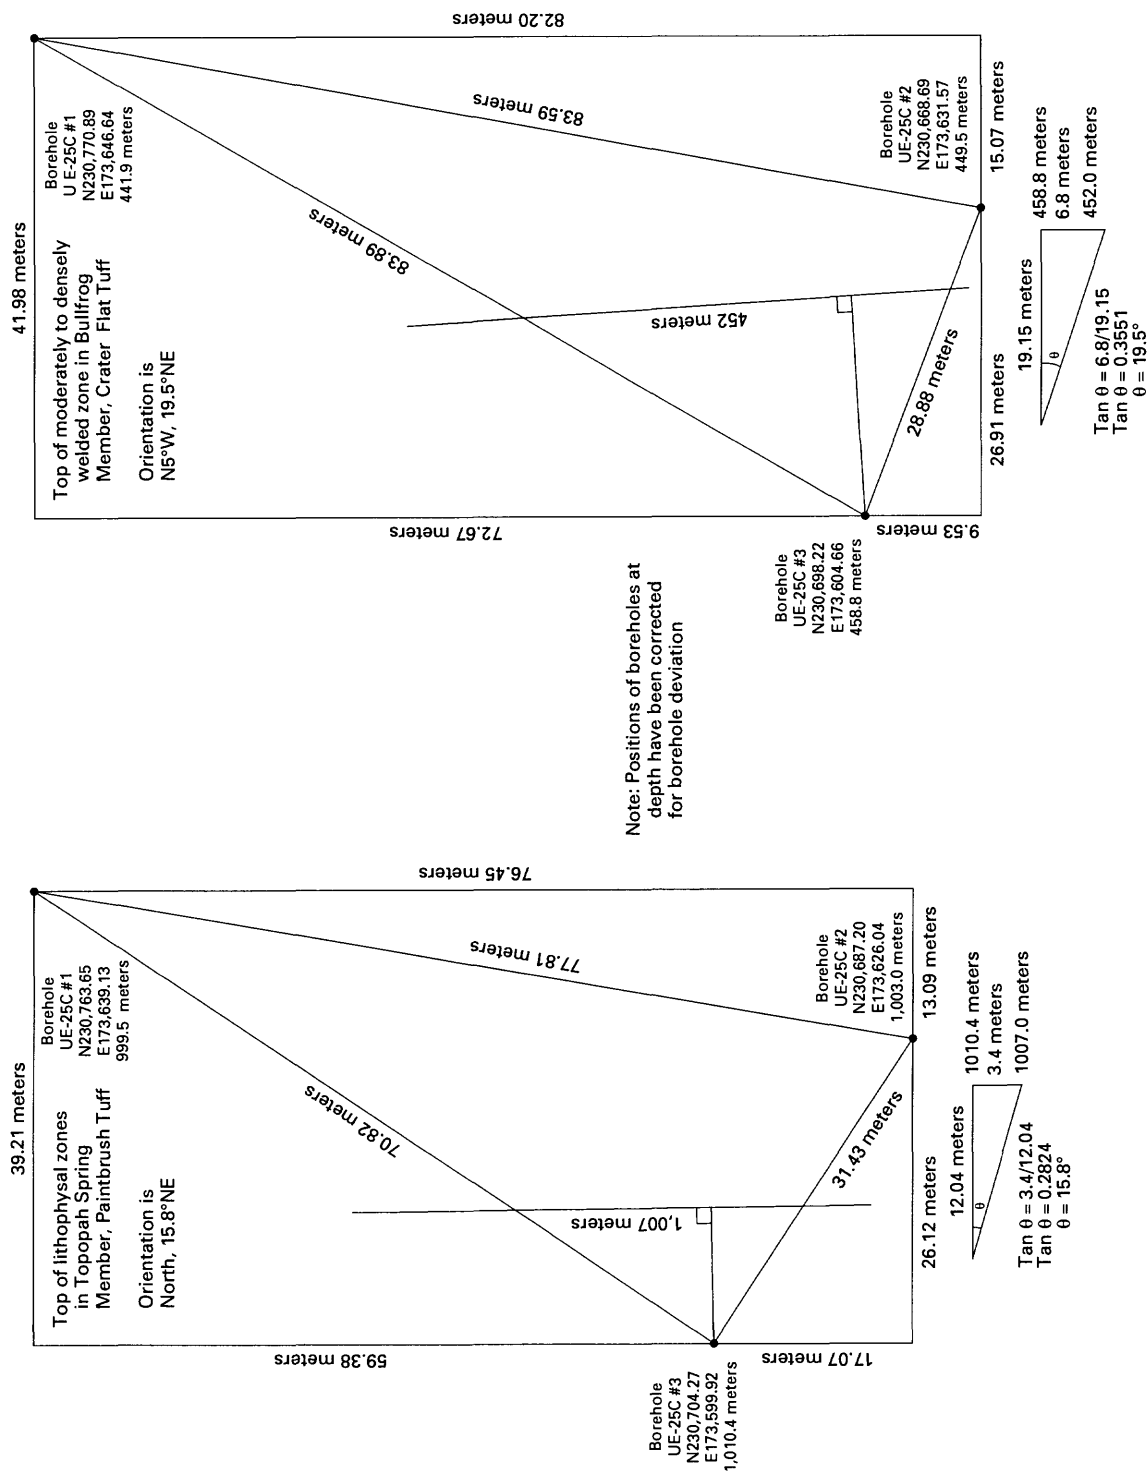 39.21 meters
Top of lithophysal zones
in Topopah Spring
Member, Paintbrush Tuff
Orientation is
North, 15.8°NE
Borehole
UE-25C #1
N230,763.65
E173,639.13
999.5 meters
59.38 meters
70.82 meters
77.81 meters
76.45 meters
1,007 meters
31.43 meters
17.07 meters
Borehole
UE-25C #3
N230,704.27
E173,599.92
1,010.4 meters
Borehole
UE-25C #2
N230,687.20
E173,626.04
1,003.0 meters
26.12 meters
13.09 meters
12.04 meters
1010.4 meters
3.4 meters
1007.0 meters
θ
Tan θ = 3.4/12.04
Tan θ = 0.2824
θ = 15.8°
Note: Positions of boreholes at
depth have been corrected
for borehole deviation
41.98 meters
Top of moderately to densely
welded zone in Bullfrog
Member, Crater Flat Tuff
Orientation is
N5°W, 19.5°NE
Borehole
U E-25C #1
N230,770.89
E173,646.64
441.9 meters
72.67 meters
83.89 meters
83.59 meters
82.20 meters
452 meters
28.88 meters
9.53 meters
Borehole
UE-25C #3
N230,698.22
E173,604.66
458.8 meters
Borehole
UE-25C #2
N230,668.69
E173,631.57
449.5 meters
26.91 meters
15.07 meters
19.15 meters
458.8 meters
6.8 meters
452.0 meters
θ
Tan θ = 6.8/19.15
Tan θ = 0.3551
θ = 19.5°